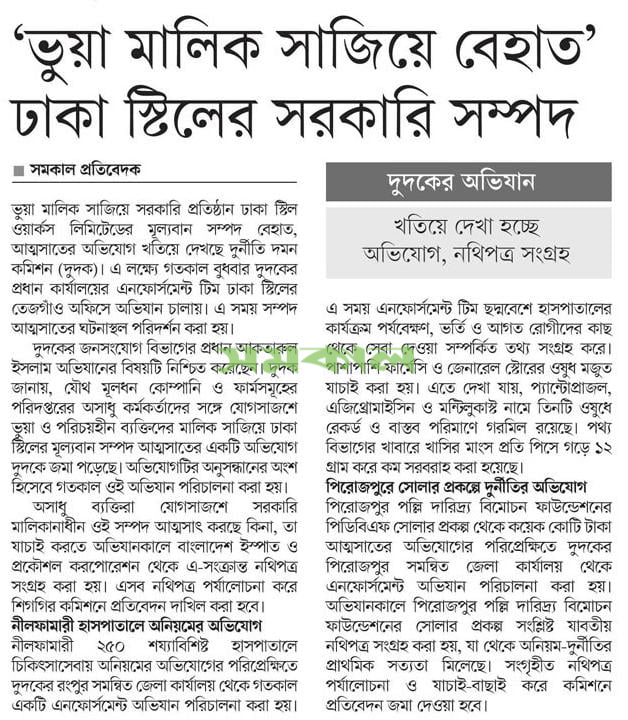 ‘ভুয়া মালিক সাজিয়ে বেহাত’
ঢাকা স্টিলের সরকারি সম্পদ
■ সমকাল প্রতিবেদক
ভুয়া মালিক সাজিয়ে সরকারি প্রতিষ্ঠান ঢাকা স্টিল
ওয়ার্কস লিমিটেডের মূল্যবান সম্পদ বেহাত,
আত্মসাতের অভিযোগ খতিয়ে দেখছে দুর্নীতি দমন
কমিশন (দুদক)। এ লক্ষ্যে গতকাল বুধবার দুদকের
প্রধান কার্যালয়ের এনফোর্সমেন্ট টিম ঢাকা স্টিলের
তেজগাঁও অফিসে অভিযান চালায়। এ সময় সম্পদ
আত্মসাতের ঘটনাস্থল পরিদর্শন করা হয়।
দুদকের জনসংযোগ বিভাগের প্রধান আকতারুল
ইসলাম অভিযানের বিষয়টি নিশ্চিত করেছেন। দুদক
জানায়, যৌথ মূলধন কোম্পানি ও ফার্মসমূহের
পরিদপ্তরের অসাধু কর্মকর্তাদের সঙ্গে যোগসাজশে
ভুয়া ও পরিচয়হীন ব্যক্তিদের মালিক সাজিয়ে ঢাকা
স্টিলের মূল্যবান সম্পদ আত্মসাতের একটি অভিযোগ
দুদকে জমা পড়েছে। অভিযোগটির অনুসন্ধানের অংশ
হিসেবে গতকাল ওই অভিযান পরিচালনা করা হয়।
অসাধু ব্যক্তিরা যোগসাজশে সরকারি
মালিকানাধীন ওই সম্পদ আত্মসাৎ করছে কিনা, তা
যাচাই করতে অভিযানকালে বাংলাদেশ ইস্পাত ও
প্রকৌশল করপোরেশন থেকে এ-সংক্রান্ত নথিপত্র
সংগ্রহ করা হয়। এসব নথিপত্র পর্যালোচনা করে
শিগগির কমিশনে প্রতিবেদন দাখিল করা হবে।
নীলফামারী হাসপাতালে অনিয়মের অভিযোগ
নীলফামারী ২৫০ শয্যাবিশিষ্ট হাসপাতালে
চিকিৎসাসেবায় অনিয়মের অভিযোগের পরিপ্রেক্ষিতে
দুদকের রংপুর সমন্বিত জেলা কার্যালয় থেকে গতকাল
একটি এনফোর্সমেন্ট অভিযান পরিচালনা করা হয়।
দুদকের অভিযান
খতিয়ে দেখা হচ্ছে
অভিযোগ, নথিপত্র সংগ্রহ
এ সময় এনফোর্সমেন্ট টিম ছদ্মবেশে হাসপাতালের
কার্যক্রম পর্যবেক্ষণ, ভর্তি ও আগত রোগীদের কাছ
থেকে সেবা দেওয়া সম্পর্কিত তথ্য সংগ্রহ করে।
পাশাপাশি ফার্মেসি ও জেনারেল স্টোরের ওষুধ মজুত
যাচাই করা হয়। এতে দেখা যায়, প্যান্টোপ্রাজল,
এজিথ্রোমাইসিন ও মন্টিলুকাস্ট নামে তিনটি ওষুধে
রেকর্ড ও বাস্তব পরিমাণে গরমিল রয়েছে। পথ্য
বিভাগের খাবারে খাসির মাংস প্রতি পিসে গড়ে ১২
গ্রাম করে কম সরবরাহ করা হয়েছে।
পিরোজপুরে সোলার প্রকল্পে দুর্নীতির অভিযোগ
পিরোজপুর পল্লি দারিদ্র্য বিমোচন ফাউন্ডেশনের
পিডিবিএফ সোলার প্রকল্প থেকে কয়েক কোটি টাকা
আত্মসাতের অভিযোগের পরিপ্রেক্ষিতে দুদকের
পিরোজপুর সমন্বিত জেলা কার্যালয় থেকে
এনফোর্সমেন্ট অভিযান পরিচালনা করা হয়।
অভিযানকালে পিরোজপুর পল্লি দারিদ্র্য বিমোচন
ফাউন্ডেশনের সোলার প্রকল্প সংশ্লিষ্ট যাবতীয়
নথিপত্র সংগ্রহ করা হয়, যা থেকে অনিয়ম-দুর্নীতির
প্রাথমিক সত্যতা মিলেছে। সংগৃহীত নথিপত্র
পর্যালোচনা ও যাচাই-বাছাই করে কমিশনে
প্রতিবেদন জমা দেওয়া হবে।
সমকাল